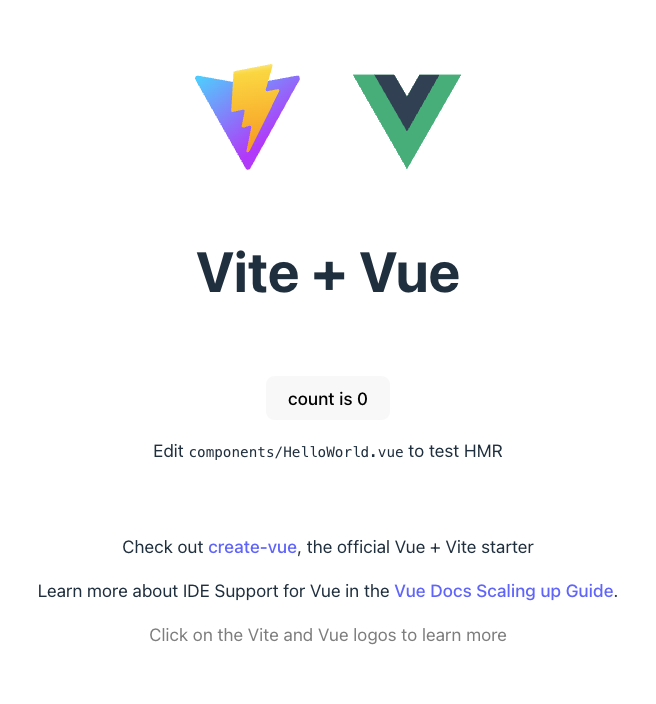 Vite + Vue
count is 0
Edit components/HelloWorld.vue to test HMR
Check out create-vue, the official Vue + Vite starter
Learn more about IDE Support for Vue in the Vue Docs Scaling up Guide.
Click on the Vite and Vue logos to learn more